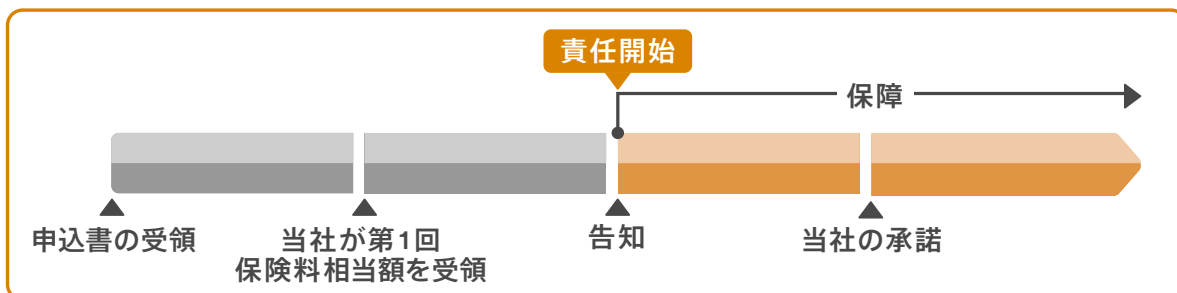 責任開始
保障
申込書の受領
当社が第1回
保険料相当額を受領
告知
当社の承諾